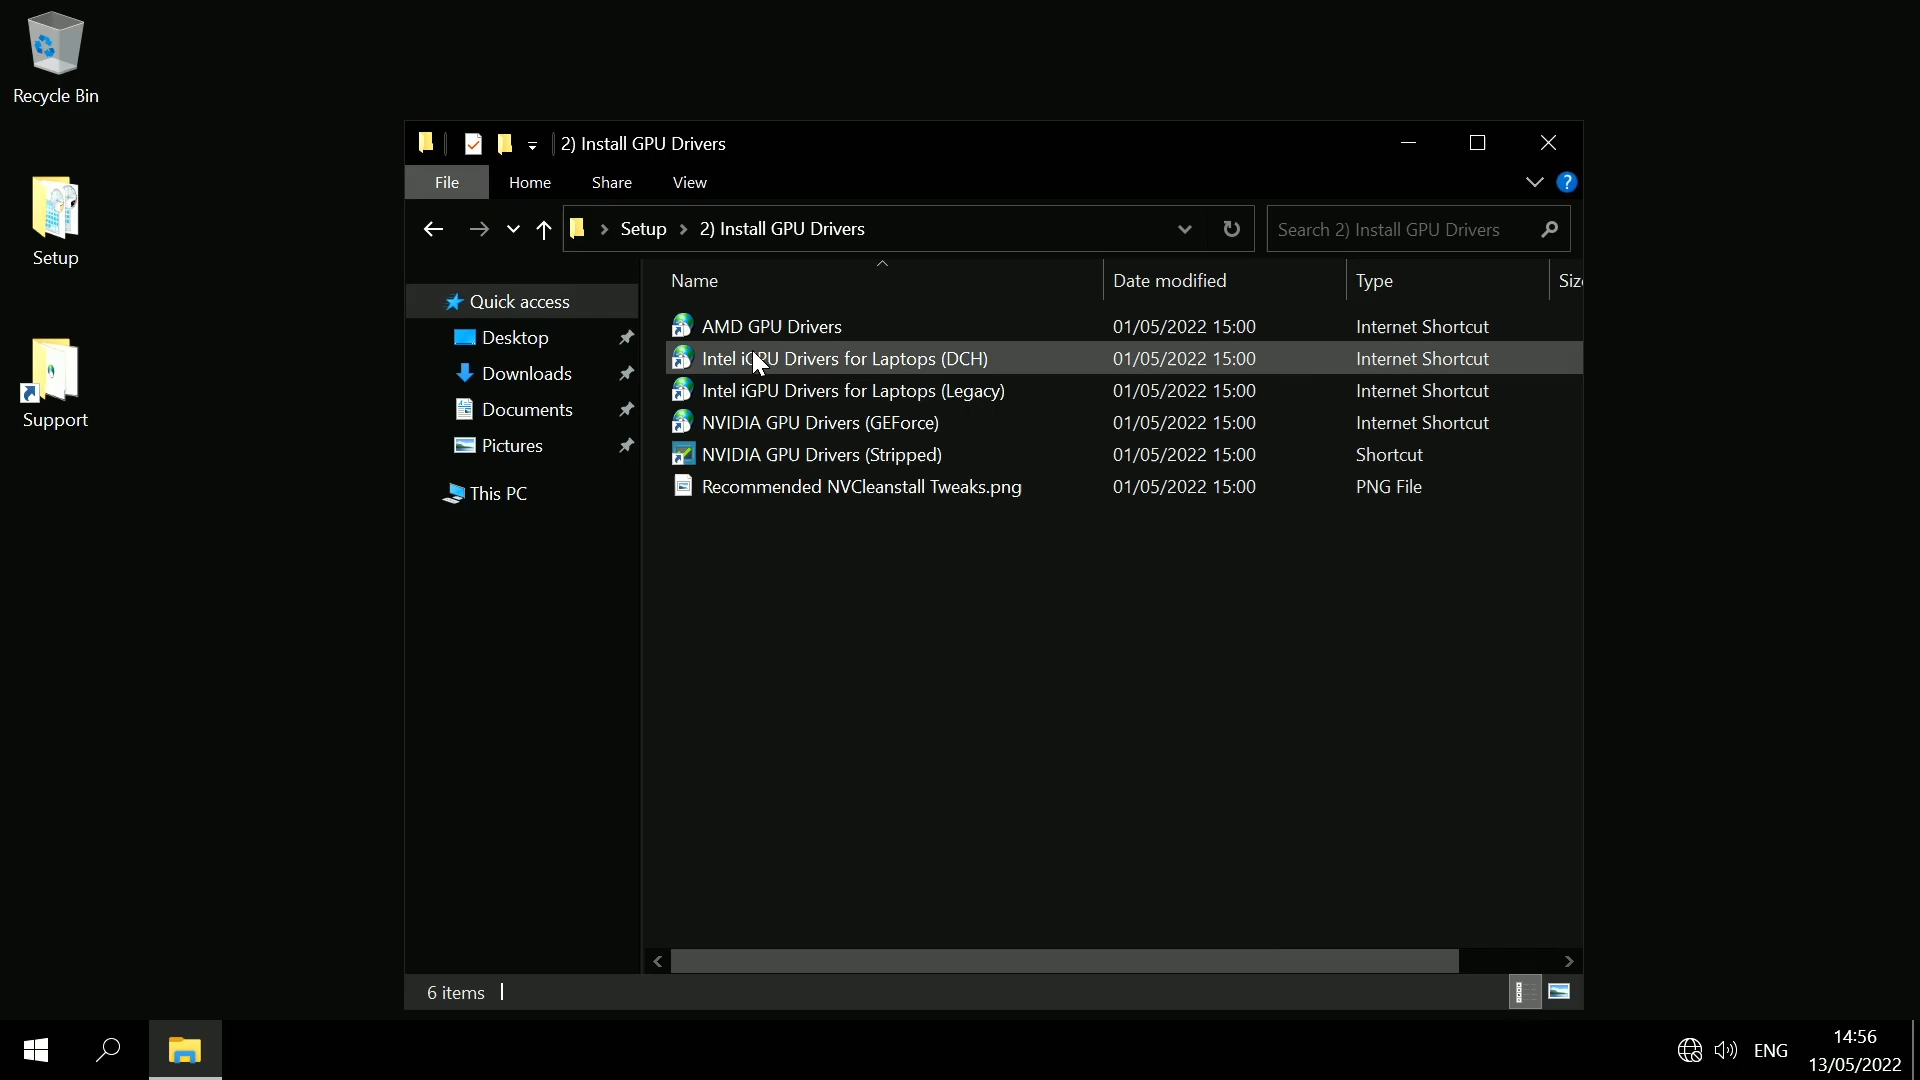 Recycle Bin
Setup
Support
2) Install GPU Drivers
File Home Share View
?
Setup 2) Install GPU Drivers
Search 2) Install GPU Drivers
Name Date modified Type Siz
Quick access
Desktop
Downloads
Documents
Pictures
This PC
AMD GPU Drivers 01/05/2022 15:00 Internet Shortcut
Intel iGPU Drivers for Laptops (DCH) 01/05/2022 15:00 Internet Shortcut
Intel iGPU Drivers for Laptops (Legacy) 01/05/2022 15:00 Internet Shortcut
NVIDIA GPU Drivers (GEForce) 01/05/2022 15:00 Internet Shortcut
NVIDIA GPU Drivers (Stripped) 01/05/2022 15:00 Shortcut
Recommended NVCleanstall Tweaks.png 01/05/2022 15:00 PNG File
6 items
ENG
14:56
13/05/2022